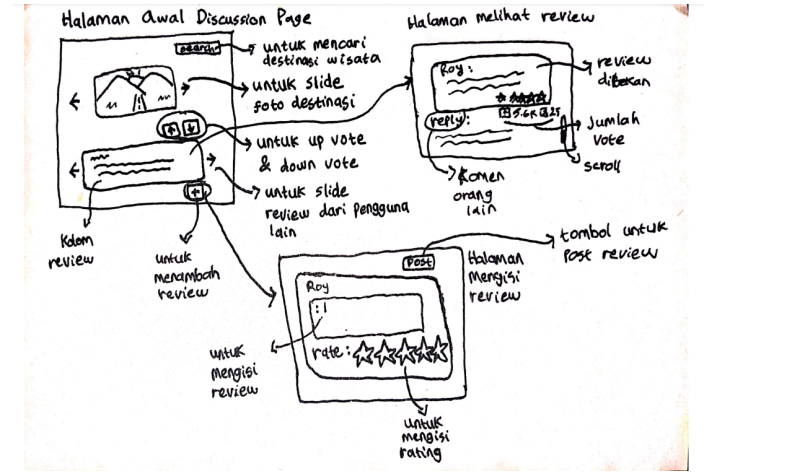 Halaman awal Discussion Page
search
untuk mencari
destinasi wisata
untuk slide
foto destinasi
untuk up vote
& down vote
untuk slide
review dari pengguna
lain
Kolom
review
untuk
menambah
review
Halaman melihat review
Roy:
review
diberikan
reply:
5.6k 25
Jumlah
Vote
scroll
Komen
orang
lain
Post
tombol untuk
Post review
Halaman
mengisi
review
Roy
: |
rate:
untuk
mengisi
review
untuk
mengisi
rating